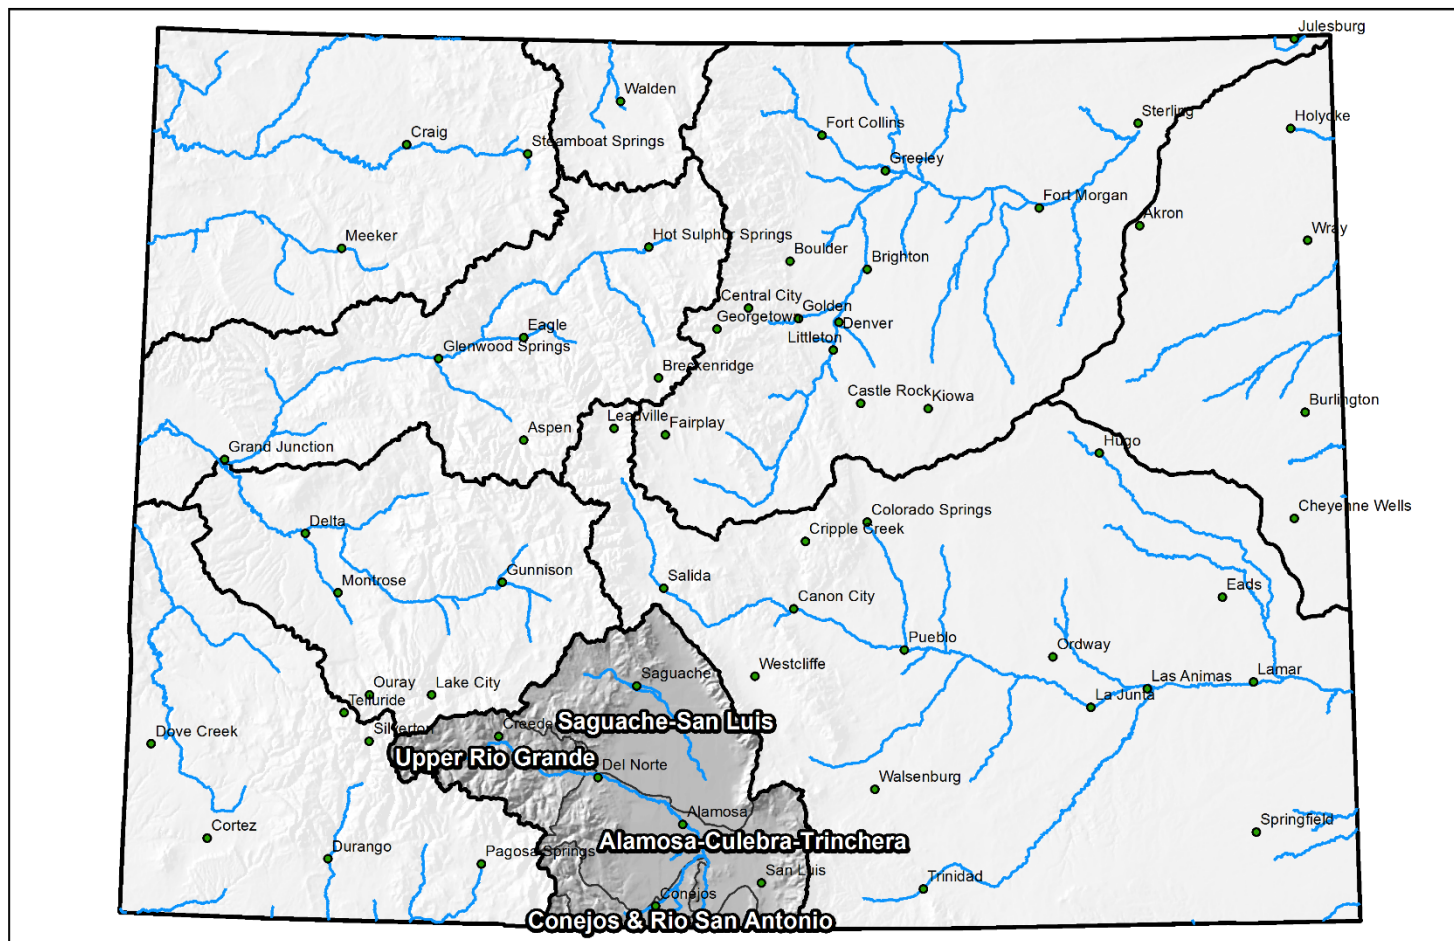 Julesburg
Walden
Sterling
Holyoke
Fort Collins
Craig
Steamboat Springs
Greeley
Fort Morgan
Akron
Wray
Meeker
Hot Sulphur Springs
Boulder
Brighton
Central City
Golden
Georgetown
Denver
Eagle
Glenwood Springs
Littleton
Breckenridge
Castle Rock
Kiowa
Burlington
Leadville
Fairplay
Aspen
Hugo
Grand Junction
Cheyenne Wells
Delta
Colorado Springs
Cripple Creek
Gunnison
Montrose
Salida
Canon City
Eads
Pueblo
Ordway
Westcliffe
Saguache
Lamar
Las Animas
Ouray
Lake City
La Junta
Telluride
Saguache-San Luis
Creede
Silverton
Dove Creek
Upper Rio Grande
Del Norte
Walsenburg
Alamosa
Cortez
Springfield
Alamosa-Culebra-Trinchera
Durango
Pagosa Springs
San Luis
Trinidad
Conejos
Conejos & Rio San Antonio